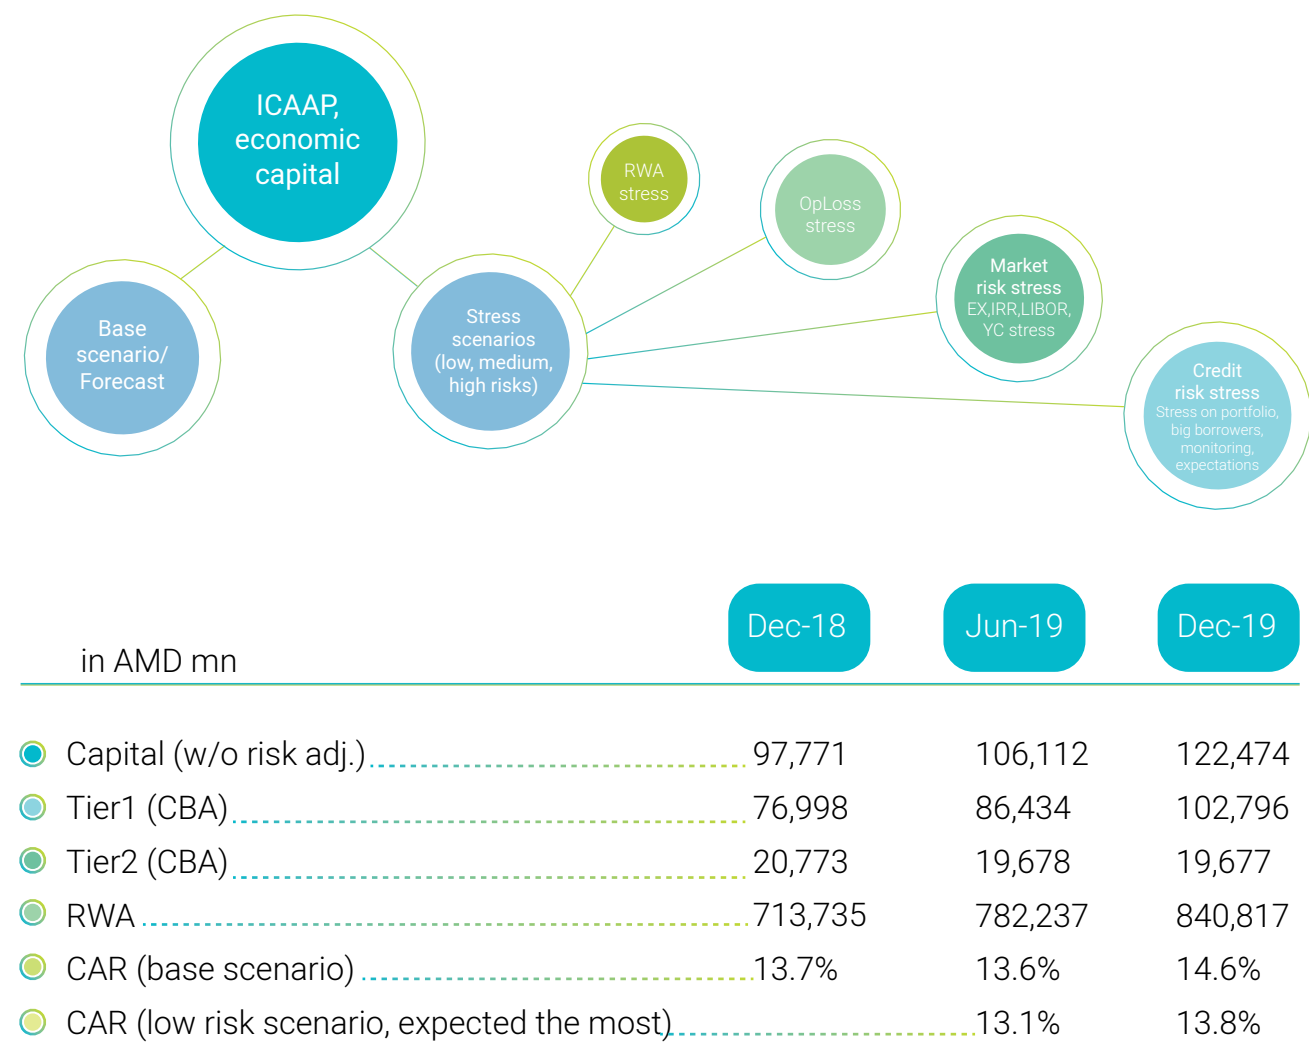 ICAAP,
economic
capital
RWA
stress
OpLoss
stress
Market
risk stress
EX,IRR,LIBOR,
YC stress
Base
scenario/
Forecast
Stress
scenarios
(low, medium,
high risks)
Credit
risk stress
Stress on portfolio,
big borrowers,
monitoring,
expectations
in AMD mn Dec-18 Jun-19 Dec-19
Capital (w/o risk adj.) 97,771 106,112 122,474
Tier1 (CBA) 76,998 86,434 102,796
Tier2 (CBA) 20,773 19,678 19,677
RWA 713,735 782,237 840,817
CAR (base scenario) 13.7% 13.6% 14.6%
CAR (low risk scenario, expected the most) 13.1% 13.8%